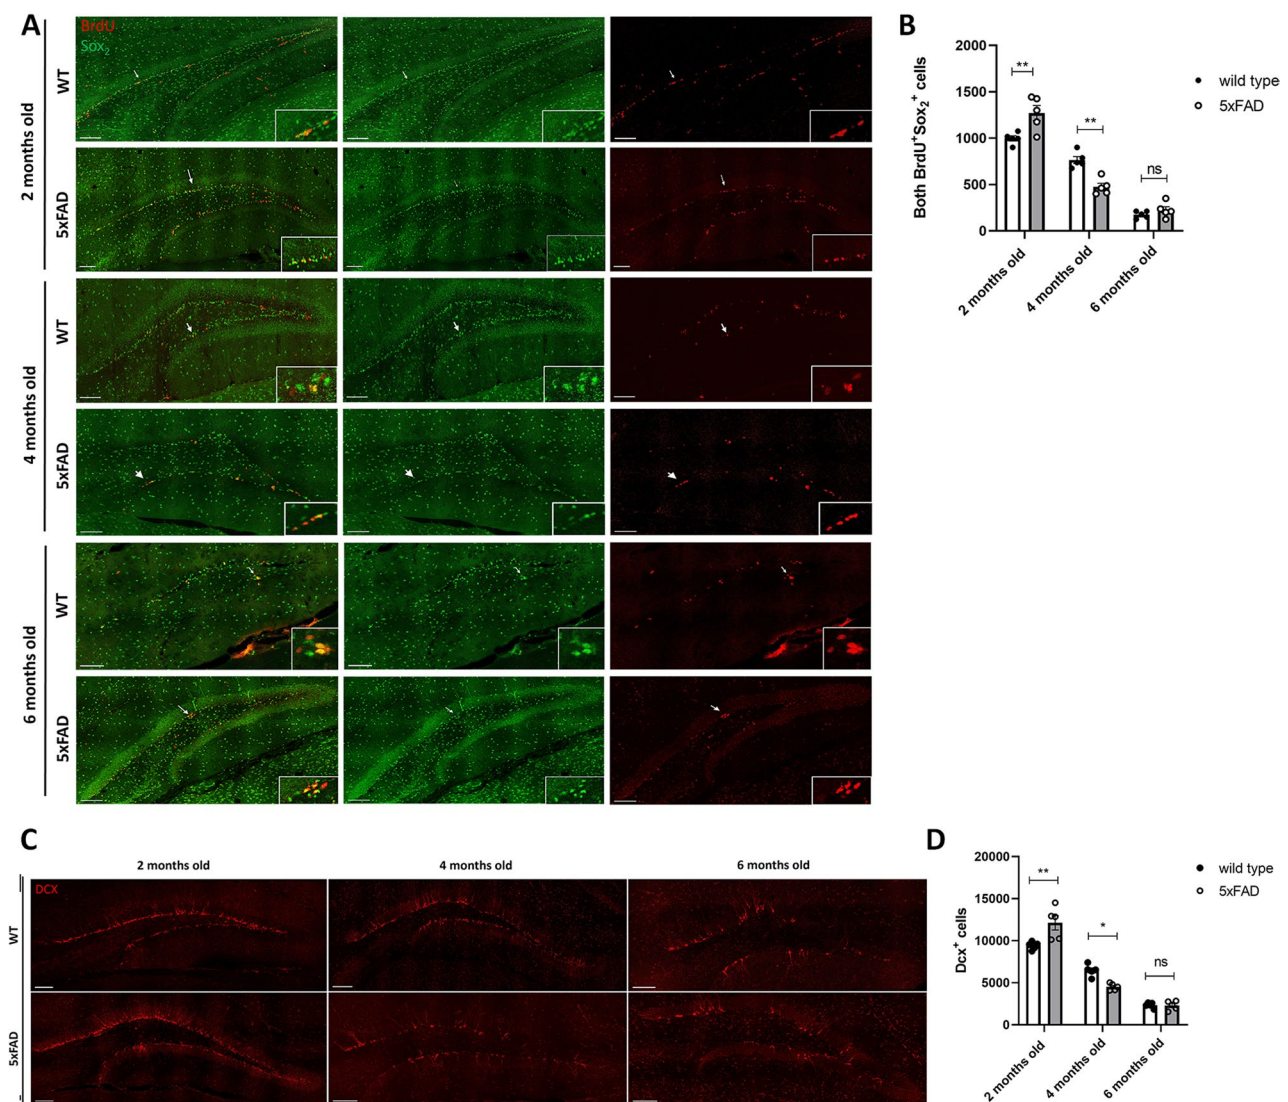 A
BrdU
Sox2
2 months old
WT
5xFAD
4 months old
WT
5xFAD
6 months old
WT
5xFAD
B
Both BrdU+Sox2+ cells
2000
1500
1000
500
0
**
**
ns
2 months old
4 months old
6 months old
wild type
5xFAD
C
2 months old
4 months old
6 months old
DCX
WT
5xFAD
D
Dcx+ cells
20000
15000
10000
5000
0
**
*
ns
2 months old
4 months old
6 months old
wild type
5xFAD